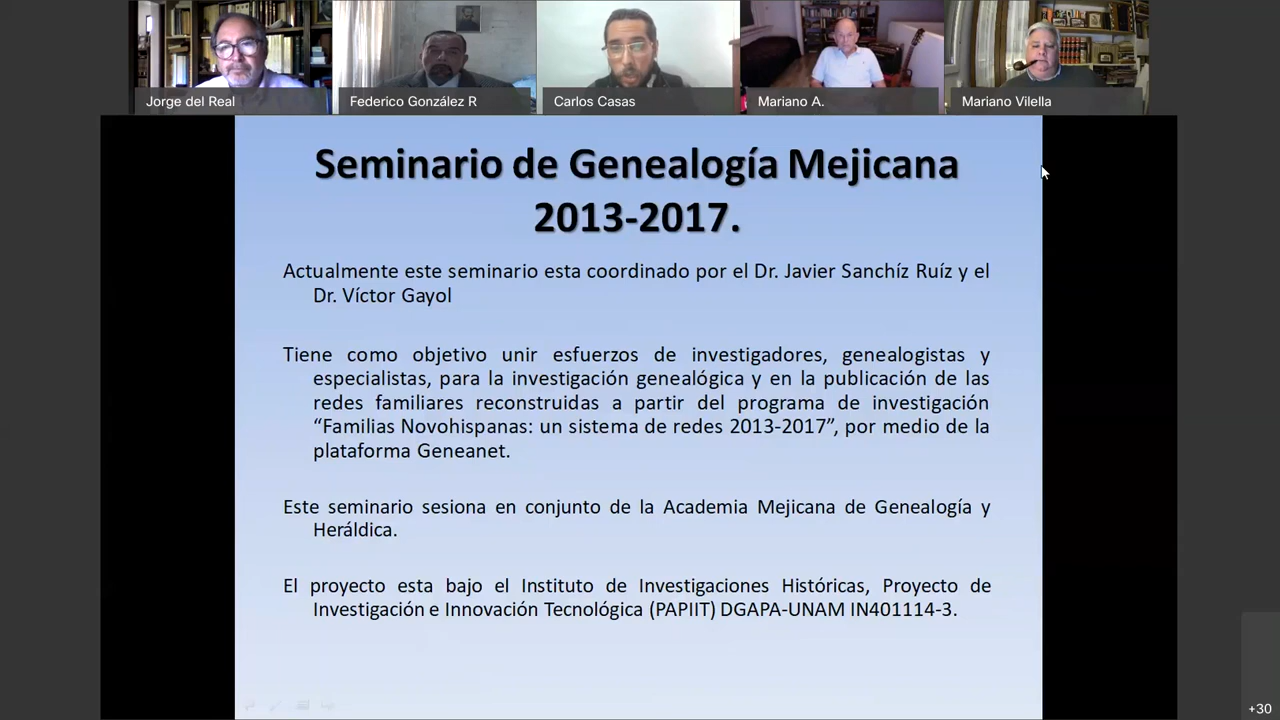 Jorge del Real
Federico González R
Carlos Casas
Mariano A.
Mariano Vilella
Seminario de Genealogía Mejicana
2013-2017.
Actualmente este seminario esta coordinado por el Dr. Javier Sanchíz Ruíz y el
Dr. Víctor Gayol
Tiene como objetivo unir esfuerzos de investigadores, genealogistas y
especialistas, para la investigación genealógica y en la publicación de las
redes familiares reconstruidas a partir del programa de investigación
“Familias Novohispanas: un sistema de redes 2013-2017”, por medio de la
plataforma Geneanet.
Este seminario sesiona en conjunto de la Academia Mejicana de Genealogía y
Heráldica.
El proyecto esta bajo el Instituto de Investigaciones Históricas, Proyecto de
Investigación e Innovación Tecnológica (PAPIIT) DGAPA-UNAM IN401114-3.
+30